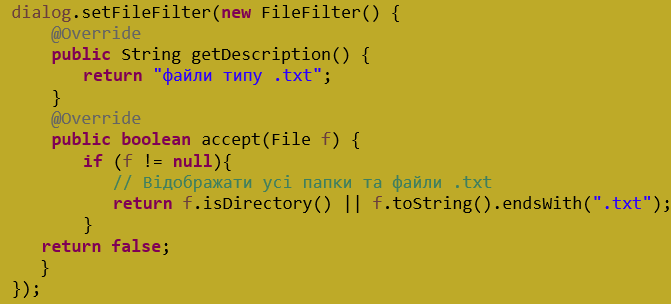 dialog.setFileFilter(new FileFilter() {
@Override
public String getDescription() {
return "файли типу .txt";
}
@Override
public boolean accept(File f) {
if (f != null){
// Відображати усі папки та файли .txt
return f.isDirectory() || f.toString().endsWith(".txt");
}
return false;
}
});